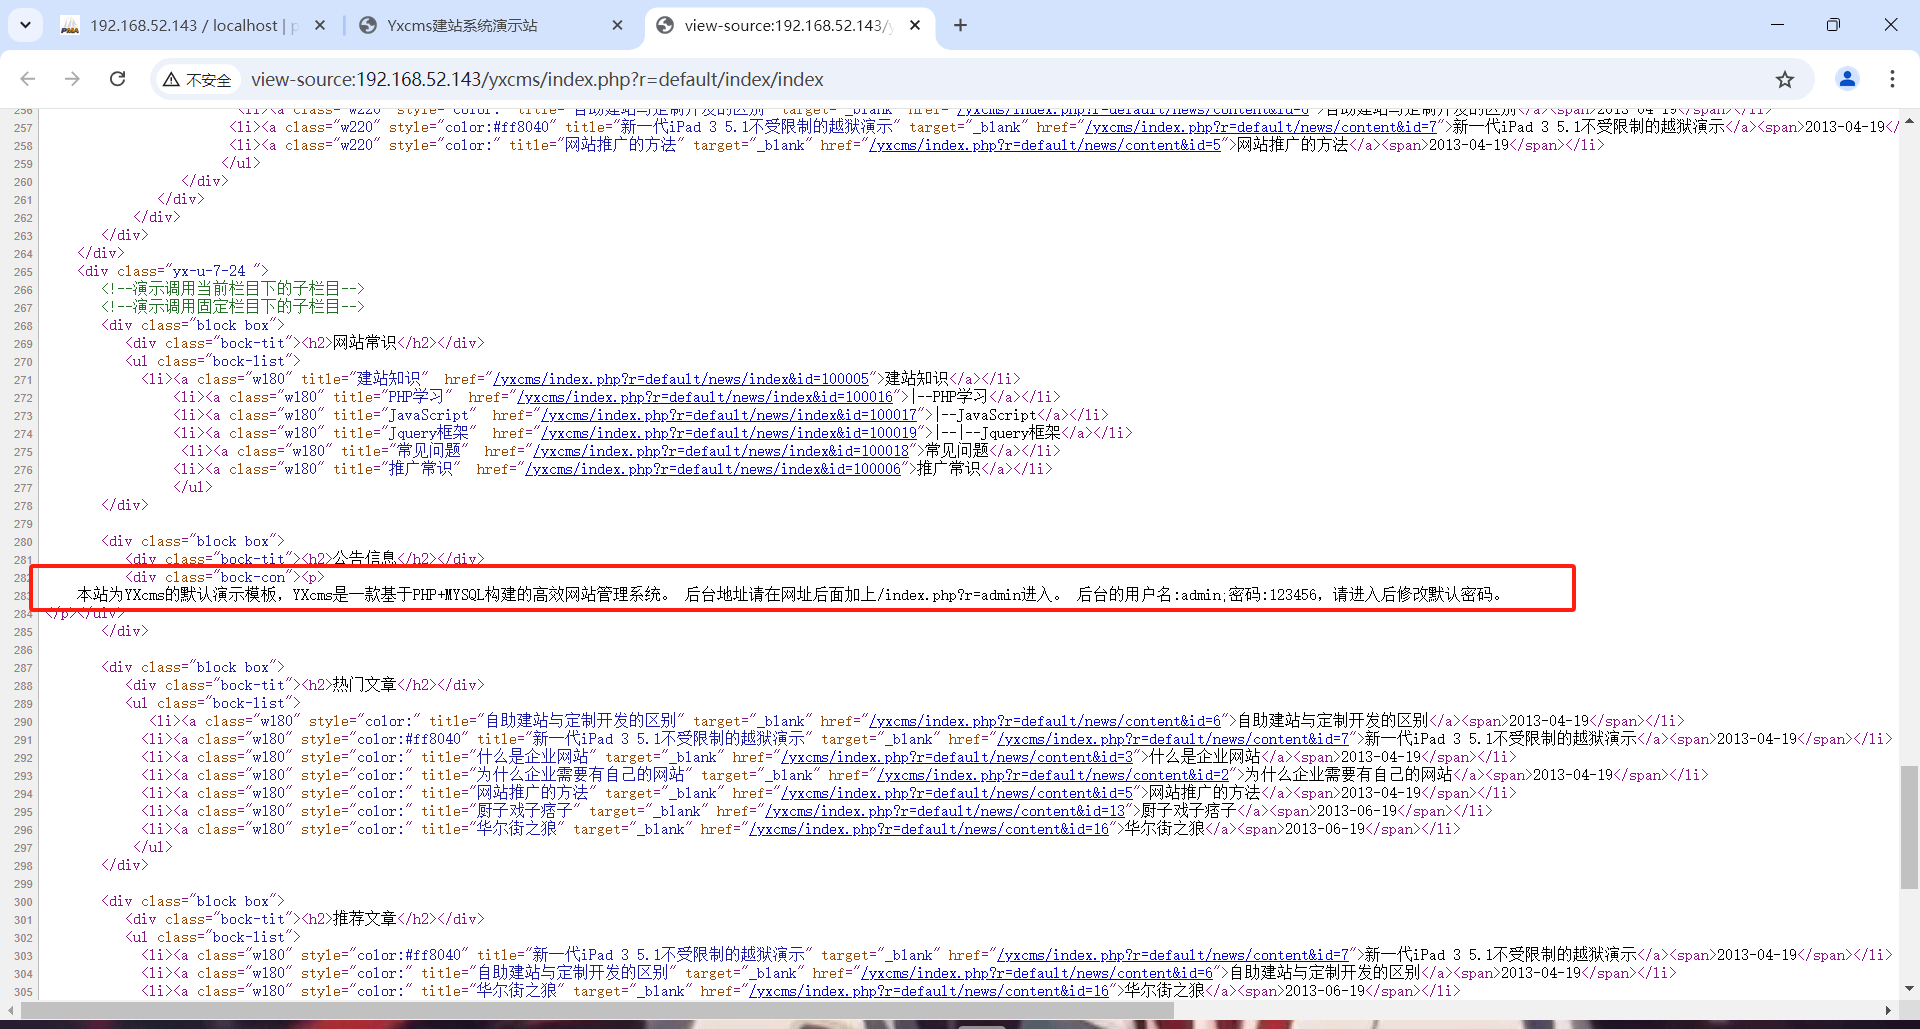 192.168.52.143 / localhost | p
Yxcms建站系统演示站
view-source:192.168.52.143/y
不安全
view-source:192.168.52.143/yxcms/index.php?r=default/index/index
256 <li><a class="w220" style="color:" title="自助建站与定制开发的区别" target="_blank" href="/yxcms/index.php?r=default/news/content&id=6">自助建站与定制开发的区别</a><span>2013-04-19</span></li>
257 <li><a class="w220" style="color:#ff8040" title="新一代iPad 3 5.1不受限制的越狱演示" target="_blank" href="/yxcms/index.php?r=default/news/content&id=7">新一代iPad 3 5.1不受限制的越狱演示</a><span>2013-04-19</
258 <li><a class="w220" style="color:" title="网站推广的方法" target="_blank" href="/yxcms/index.php?r=default/news/content&id=5">网站推广的方法</a><span>2013-04-19</span></li>
259 </ul>
260 </div>
261 </div>
262 </div>
263 </div>
264 </div>
265 <div class="yx-u-7-24 ">
266 <!--演示调用当前栏目下的子栏目-->
267 <!--演示调用固定栏目下的子栏目-->
268 <div class="block box">
269 <div class="bock-tit"><h2>网站常识</h2></div>
270 <ul class="bock-list">
271 <li><a class="w180" title="建站知识" href="/yxcms/index.php?r=default/news/index&id=100005">建站知识</a></li>
272 <li><a class="w180" title="PHP学习" href="/yxcms/index.php?r=default/news/index&id=100016">|--PHP学习</a></li>
273 <li><a class="w180" title="JavaScript" href="/yxcms/index.php?r=default/news/index&id=100017">|--JavaScript</a></li>
274 <li><a class="w180" title="Jquery框架" href="/yxcms/index.php?r=default/news/index&id=100019">|--|--Jquery框架</a></li>
275 <li><a class="w180" title="常见问题" href="/yxcms/index.php?r=default/news/index&id=100018">常见问题</a></li>
276 <li><a class="w180" title="推广常识" href="/yxcms/index.php?r=default/news/index&id=100006">推广常识</a></li>
277 </ul>
278 </div>
279
280 <div class="block box">
281 <div class="bock-tit"><h2>公告信息</h2></div>
282 <div class="bock-con"><p>
283 本站为YXcms的默认演示模板，YXcms是一款基于PHP+MYSQL构建的高效网站管理系统。 后台地址请在网址后面加上/index.php?r=admin进入。 后台的用户名:admin;密码:123456，请进入后修改默认密码。
284 </p></div>
285 </div>
286
287 <div class="block box">
288 <div class="bock-tit"><h2>热门文章</h2></div>
289 <ul class="bock-list">
290 <li><a class="w180" style="color:" title="自助建站与定制开发的区别" target="_blank" href="/yxcms/index.php?r=default/news/content&id=6">自助建站与定制开发的区别</a><span>2013-04-19</span></li>
291 <li><a class="w180" style="color:#ff8040" title="新一代iPad 3 5.1不受限制的越狱演示" target="_blank" href="/yxcms/index.php?r=default/news/content&id=7">新一代iPad 3 5.1不受限制的越狱演示</a><span>2013-04-19</span></li>
292 <li><a class="w180" style="color:" title="什么是企业网站" target="_blank" href="/yxcms/index.php?r=default/news/content&id=3">什么是企业网站</a><span>2013-04-19</span></li>
293 <li><a class="w180" style="color:" title="为什么企业需要有自己的网站" target="_blank" href="/yxcms/index.php?r=default/news/content&id=2">为什么企业需要有自己的网站</a><span>2013-04-19</span></li>
294 <li><a class="w180" style="color:" title="网站推广的方法" target="_blank" href="/yxcms/index.php?r=default/news/content&id=5">网站推广的方法</a><span>2013-04-19</span></li>
295 <li><a class="w180" style="color:" title="厨子戏子痞子" target="_blank" href="/yxcms/index.php?r=default/news/content&id=13">厨子戏子痞子</a><span>2013-06-19</span></li>
296 <li><a class="w180" style="color:" title="华尔街之狼" target="_blank" href="/yxcms/index.php?r=default/news/content&id=16">华尔街之狼</a><span>2013-06-19</span></li>
297 </ul>
298 </div>
299
300 <div class="block box">
301 <div class="bock-tit"><h2>推荐文章</h2></div>
302 <ul class="bock-list">
303 <li><a class="w180" style="color:#ff8040" title="新一代iPad 3 5.1不受限制的越狱演示" target="_blank" href="/yxcms/index.php?r=default/news/content&id=7">新一代iPad 3 5.1不受限制的越狱演示</a><span>2013-04-19</span></li>
304 <li><a class="w180" style="color:" title="自助建站与定制开发的区别" target="_blank" href="/yxcms/index.php?r=default/news/content&id=6">自助建站与定制开发的区别</a><span>2013-04-19</span></li>
305 <li><a class="w180" style="color:" title="华尔街之狼" target="_blank" href="/yxcms/index.php?r=default/news/content&id=16">华尔街之狼</a><span>2013-06-19</span></li>